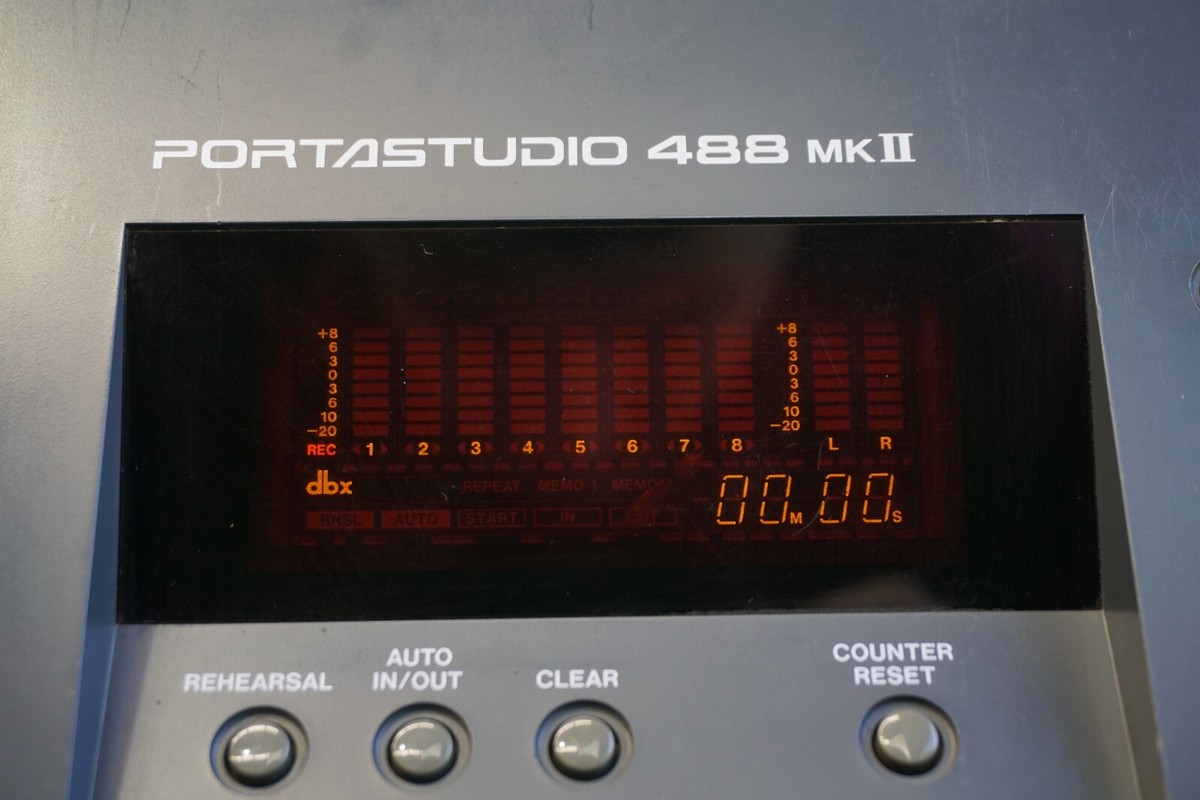 PORTASTUDIO 488 MKII
+8 +8
6 6
3 3
0 0
3 3
6 6
10 10
-20 -20
REC 1 2 3 4 5 6 7 8 L R
dbx REPEAT MEMO 1 MEMO 00M00S
RHSL AUTO START IN
AUTO COUNTER
REHEARSAL IN/OUT CLEAR RESET